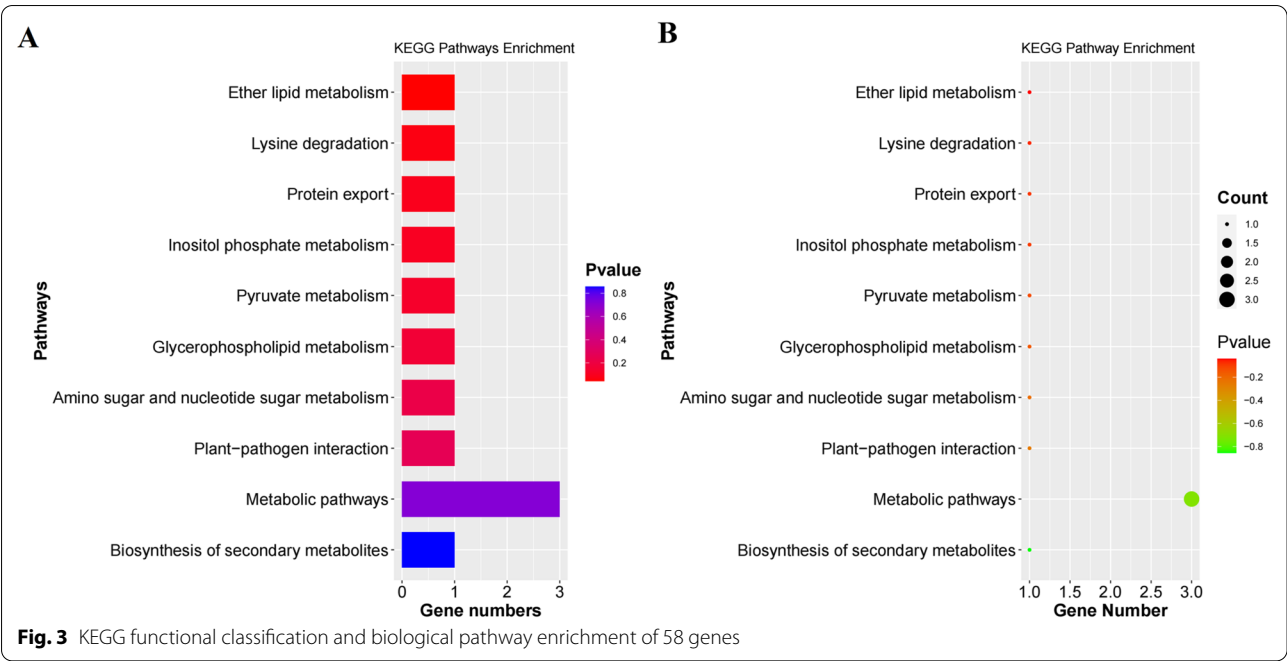 A
KEGG Pathways Enrichment
Pathways
Ether lipid metabolism
Lysine degradation
Protein export
Inositol phosphate metabolism
Pyruvate metabolism
Glycerophospholipid metabolism
Amino sugar and nucleotide sugar metabolism
Plant−pathogen interaction
Metabolic pathways
Biosynthesis of secondary metabolites
0 1 2 3
Gene numbers
Pvalue
0.8
0.6
0.4
0.2
B
KEGG Pathway Enrichment
Pathways
Ether lipid metabolism
Lysine degradation
Protein export
Inositol phosphate metabolism
Pyruvate metabolism
Glycerophospholipid metabolism
Amino sugar and nucleotide sugar metabolism
Plant−pathogen interaction
Metabolic pathways
Biosynthesis of secondary metabolites
1.0 1.5 2.0 2.5 3.0
Gene Number
Count
1.0
1.5
2.0
2.5
3.0
Pvalue
−0.2
−0.4
−0.6
−0.8
Fig. 3 KEGG functional classification and biological pathway enrichment of 58 genes